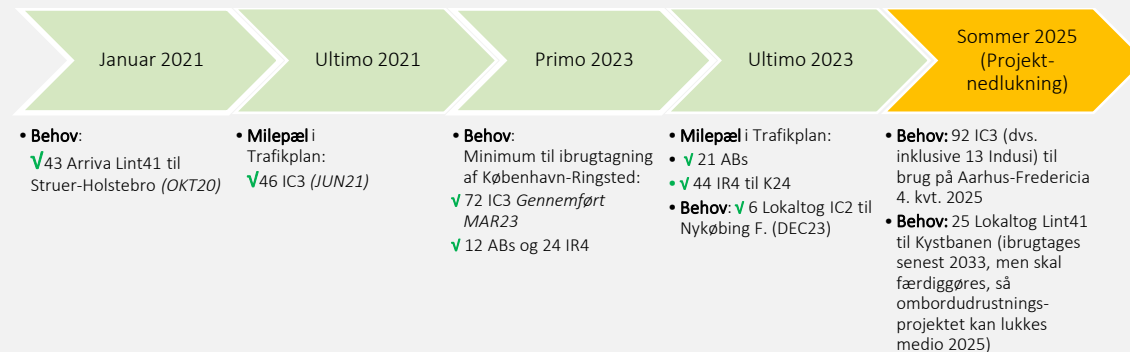 Januar 2021
Ultimo 2021
Primo 2023
Ultimo 2023
Sommer 2025
(Projekt-
nedlukning)
• Behov:
√43 Arriva Lint41 til
Struer-Holstebro (OKT20)
• Milepæl i
Trafikplan:
√46 IC3 (JUN21)
• Behov:
Minimum til ibrugtagning
af København-Ringsted:
√ 72 IC3 Gennemført
MAR23
√ 12 ABs og 24 IR4
• Milepæl i Trafikplan:
• √ 21 ABs
• √ 44 IR4 til K24
• Behov: √ 6 Lokaltog IC2 til
Nykøbing F. (DEC23)
• Behov: 92 IC3 (dvs.
inklusive 13 Indusi) til
brug på Aarhus-Fredericia
4. kvt. 2025
• Behov: 25 Lokaltog Lint41
til Kystbanen (ibrugtages
senest 2033, men skal
færdiggøres, så
ombordudrustnings-
projektet kan lukkes
medio 2025)